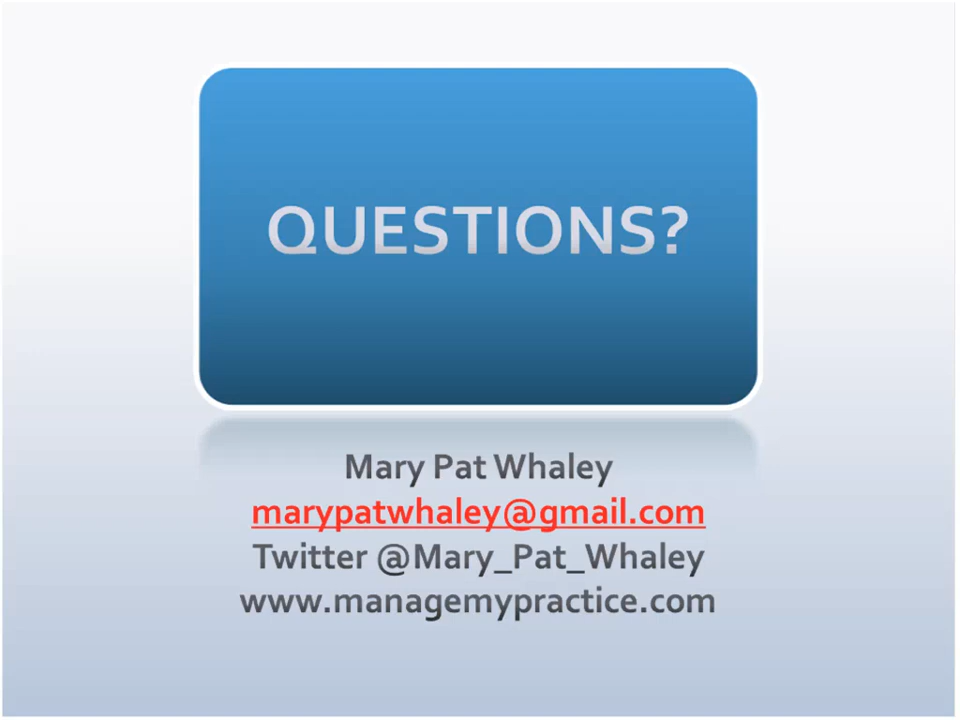 QUESTIONS?
Mary Pat Whaley
marypatwhaley@gmail.com
Twitter @Mary_Pat_Whaley
www.managemypractice.com